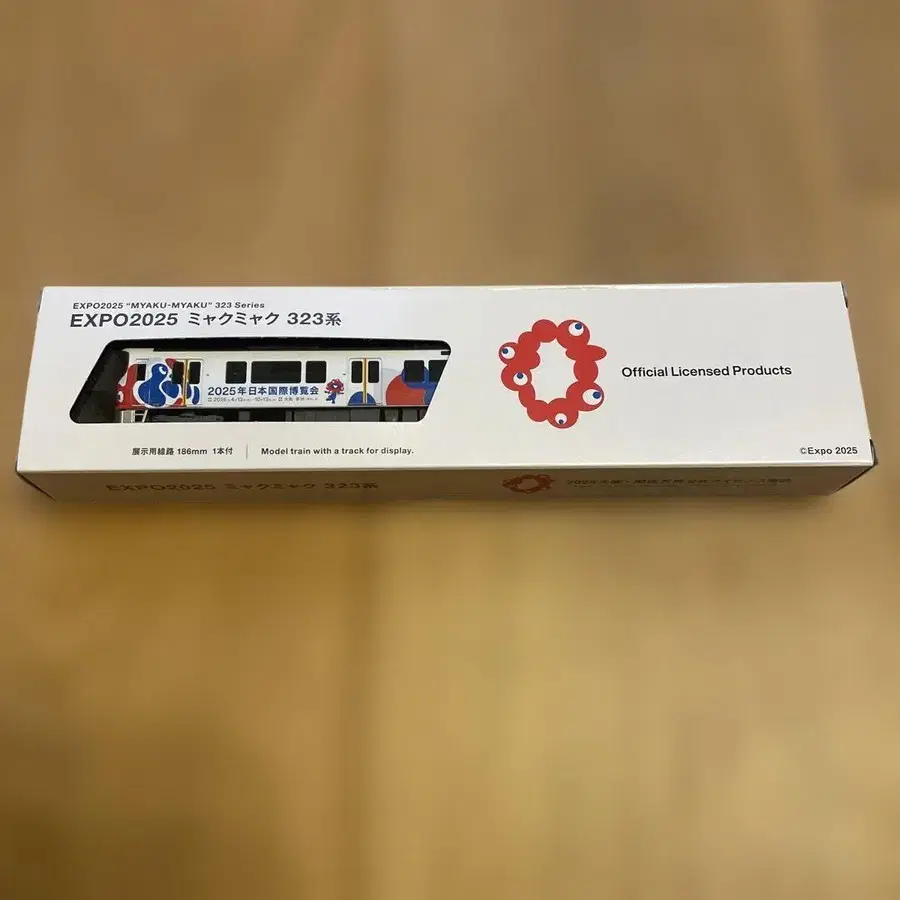 EXPO2025 "MYAKU-MYAKU" 323 Series
EXPO2025 ミャクミャク 323系
2025年日本国際博覧会
Official Licensed Products
展示用線路 186mm 1本付
Model train with a track for display.
©Expo 2025
EXPO2025 ミャクミャク 323系